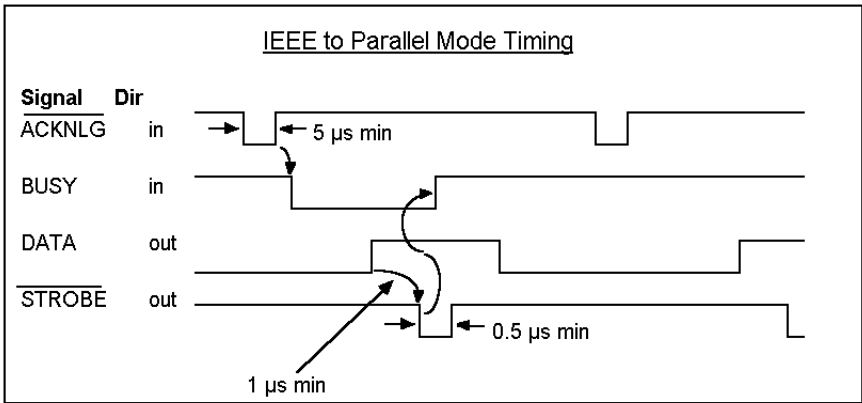 IEEE to Parallel Mode Timing
Signal Dir
ACKNLG in
5 µs min
BUSY in
DATA out
STROBE out
0.5 µs min
1 µs min